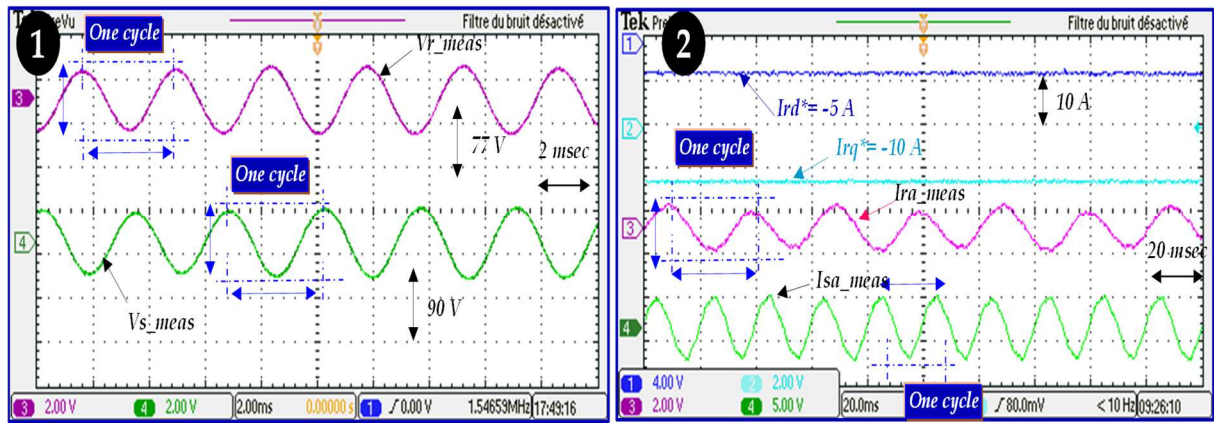 1
Tek PreVu
Filtre du bruit désactivé
One cycle
Vr_meas
3
77 V
2 msec
One cycle
4
Vs_meas
90 V
3 2.00 V
4 2.00 V
2.00ms
0.00000 s
1 0.00 V
1.54659MHz
17:49:16
2
Tek Pre
Filtre du bruit désactivé
1
Ird*= -5 A
10 A
2
One cycle
Irq*= -10 A
Ira_meas
3
20 msec
Isa_meas
4
1 4.00 V
2 2.00 V
3 2.00 V
4 5.00 V
20.0ms
One cycle
80.0mV
< 10 Hz
09:26:10